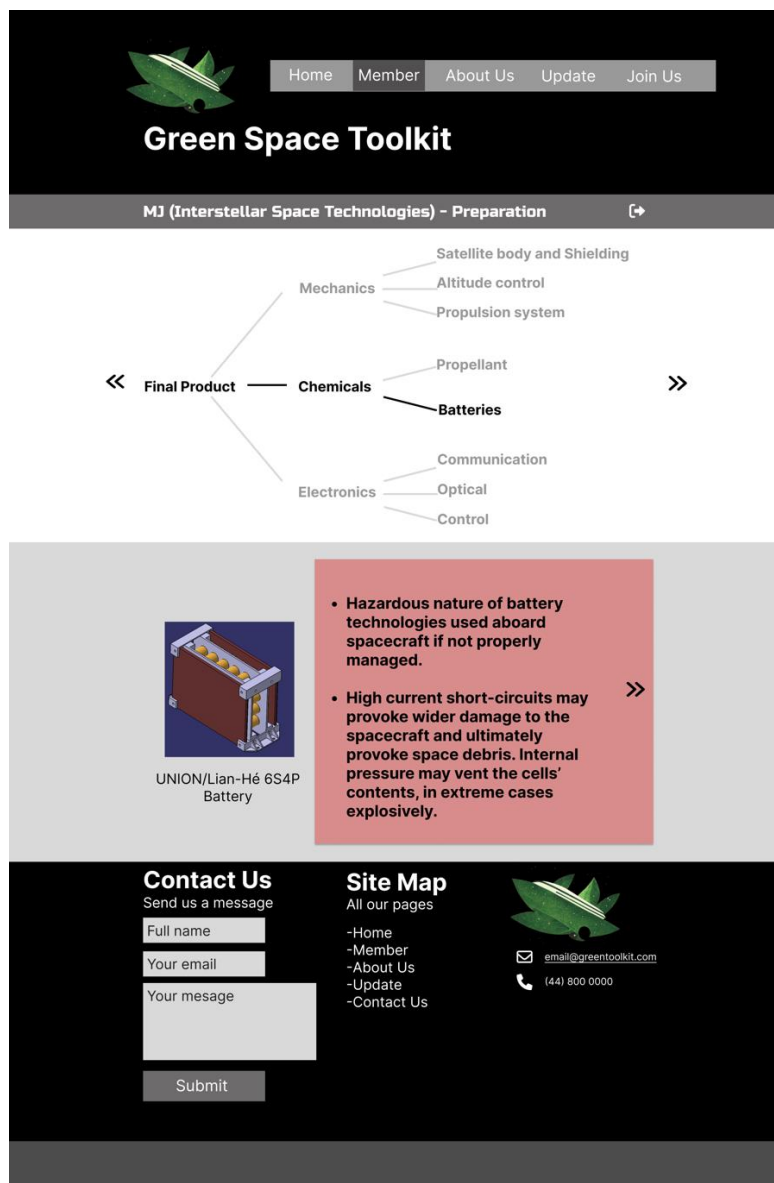 Home Member About Us Update Join Us
Green Space Toolkit
MJ (Interstellar Space Technologies) - Preparation
Satellite body and Shielding
Mechanics
Altitude control
Propulsion system
Propellant
Final Product
Chemicals
Batteries
Communication
Electronics
Optical
Control
UNION/Lian-Hé 6S4P
Battery
• Hazardous nature of battery
technologies used aboard
spacecraft if not properly
managed.
• High current short-circuits may
provoke wider damage to the
spacecraft and ultimately
provoke space debris. Internal
pressure may vent the cells'
contents, in extreme cases
explosively.
Contact Us
Send us a message
Full name
Your email
Your mesage
Submit
Site Map
All our pages
-Home
-Member
-About Us
-Update
-Contact Us
email@greentoolkit.com
(44) 800 0000